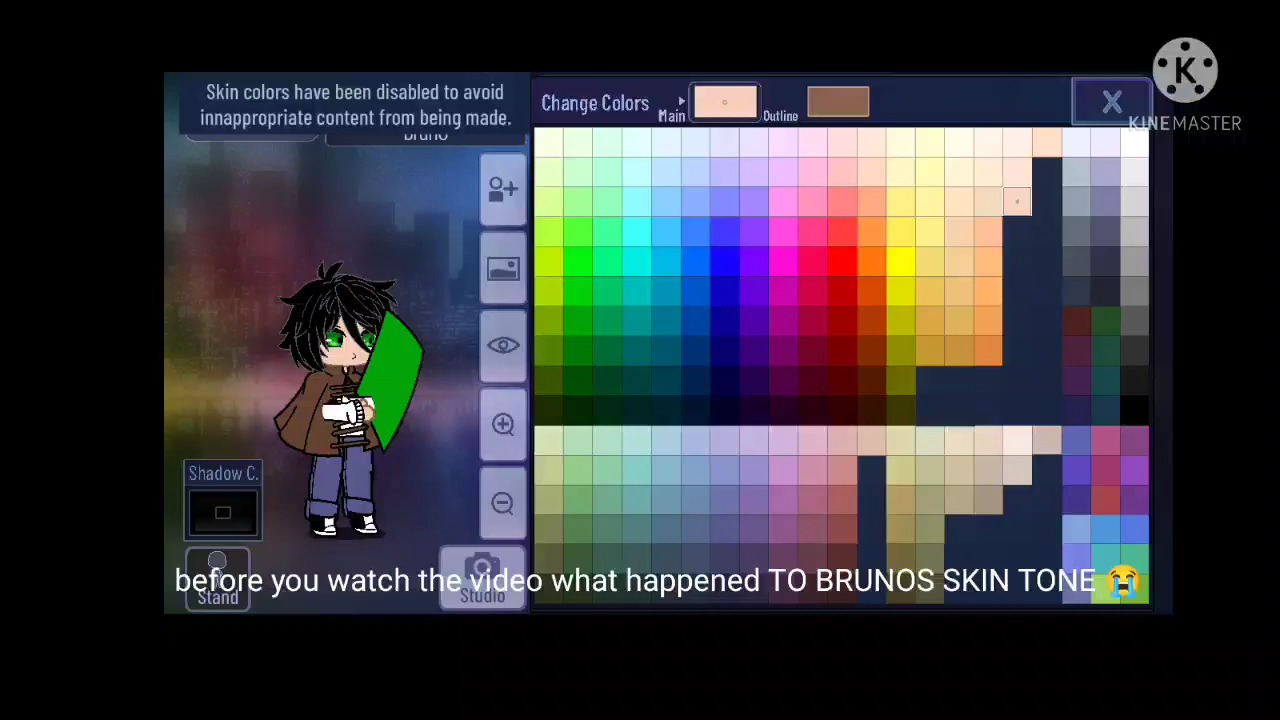 Skin colors have been disabled to avoid
innappropriate content from being made.
bruno
Change Colors
Main
Outline
X
K
KINEMASTER
Shadow C.
Stand
Studio
before you watch the video what happened TO BRUNOS SKIN TONE 😭